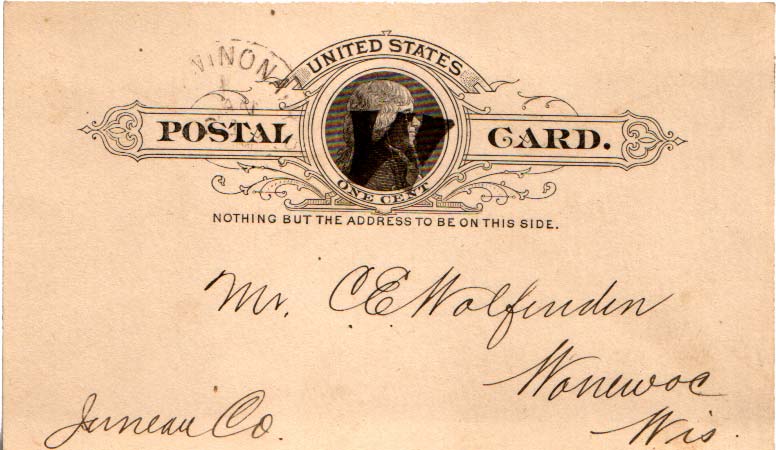 WINONA,
UNITED STATES
POSTAL CARD.
ONE CENT
NOTHING BUT THE ADDRESS TO BE ON THIS SIDE.
Mr. C E Wolfenden
Wonewoc
Juneau Co. Wis.